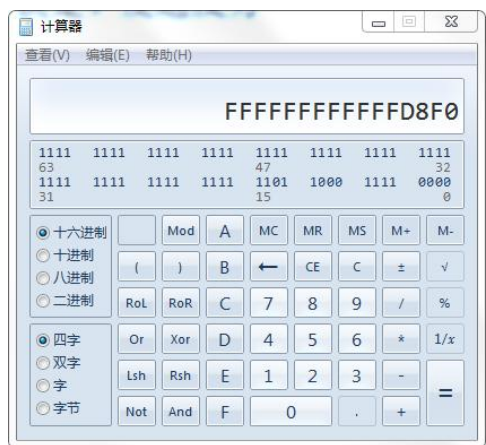 计算器
查看(V) 编辑(E) 帮助(H)
FFFFFFFFFFFFD8F0
1111 1111 1111 1111 1111 1111 1111 1111
63 47 32
1111 1111 1111 1111 1101 1000 1111 0000
31 15 0
十六进制 Mod A MC MR MS M+ M-
十进制
八进制 ( ) B ← CE C ± √
二进制 RoL RoR C 7 8 9 / %
四字 Or Xor D 4 5 6 * 1/x
双字
字 Lsh Rsh E 1 2 3 - =
字节 Not And F 0 . +